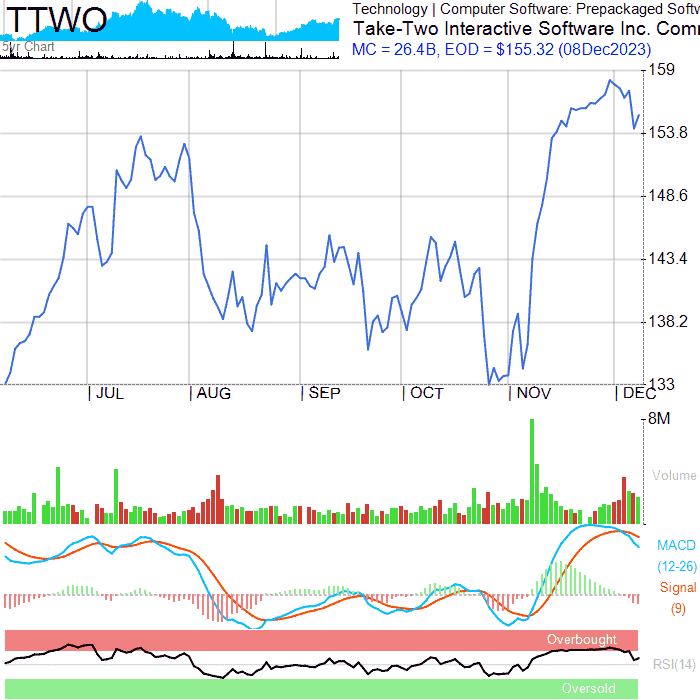 TTWO
5yr Chart
Technology | Computer Software: Prepackaged Softw
Take-Two Interactive Software Inc. Comm
MC = 26.4B, EOD = $155.32 (08Dec2023)
159
153.8
148.6
143.4
138.2
133
JUL AUG SEP OCT NOV DEC
8M
Volume
MACD
(12-26)
Signal
(9)
Overbought
RSI(14)
Oversold